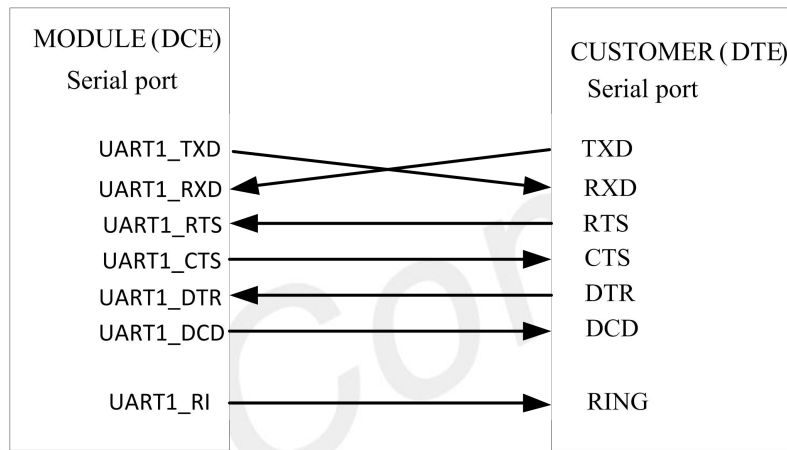 MODULE (DCE)
Serial port
UART1_TXD
UART1_RXD
UART1_RTS
UART1_CTS
UART1_DTR
UART1_DCD
UART1_RI
CUSTOMER (DTE)
Serial port
TXD
RXD
RTS
CTS
DTR
DCD
RING
Con